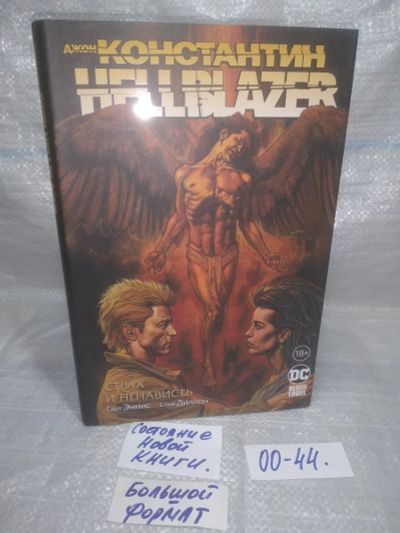 ДЖОН КОНСТАНТИН
HELLBLAZER
18+
СТРАХ
И НЕНАВИСТЬ
ГАРТ ЭННИС СТИВ ДИЛЛОН
DC
BLACK
LABEL
Состояние
новой
книги.
00-44.
Большой
формат